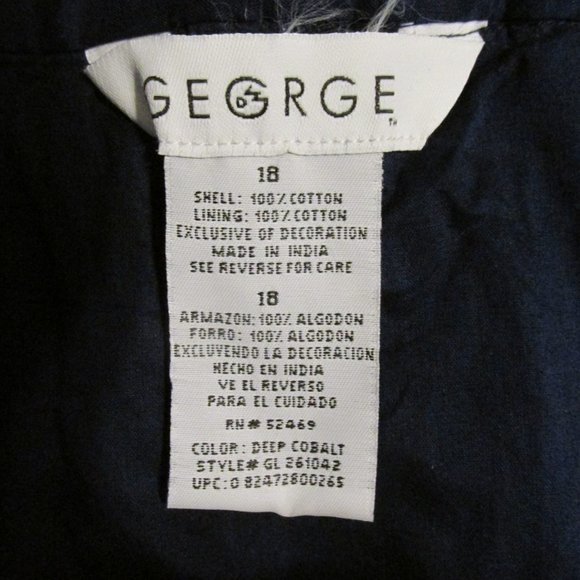 GEORGE
TM
18
SHELL: 100% COTTON
LINING: 100% COTTON
EXCLUSIVE OF DECORATION
MADE IN INDIA
SEE REVERSE FOR CARE
18
ARMAZON: 100% ALGODON
FORRO: 100% ALGODON
EXCLUYENDO LA DECORACION
HECHO EN INDIA
VE EL REVERSO
PARA EL CUIDADO
RN# 52469
COLOR: DEEP COBALT
STYLE# GL 261042
UPC: 0 82472800265